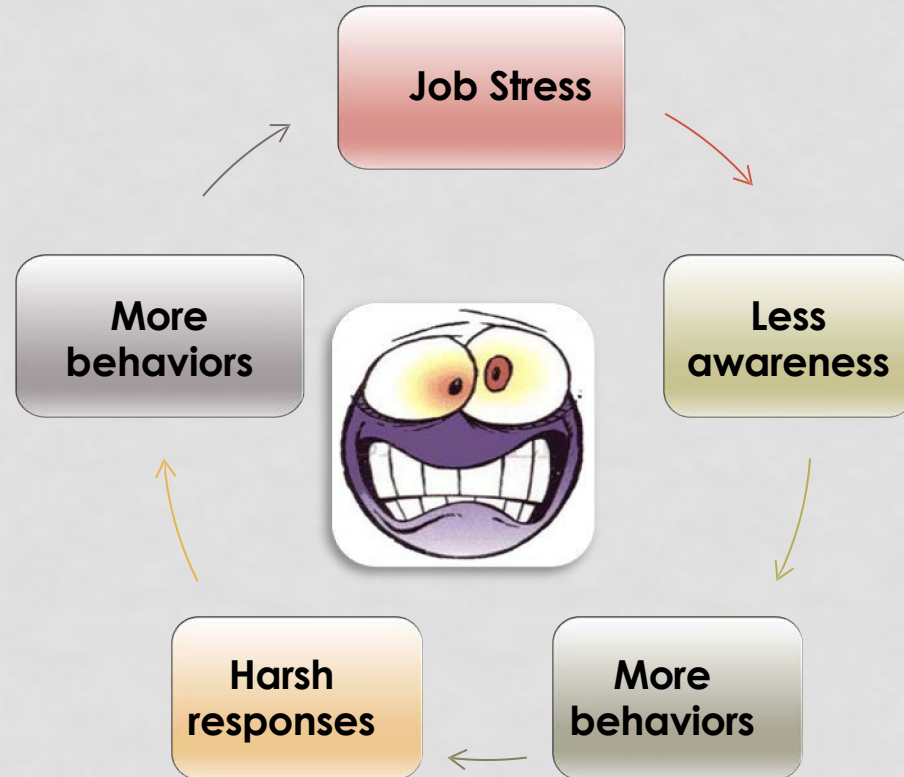 Job Stress
Less
awareness
More
behaviors
Harsh
responses
More
behaviors